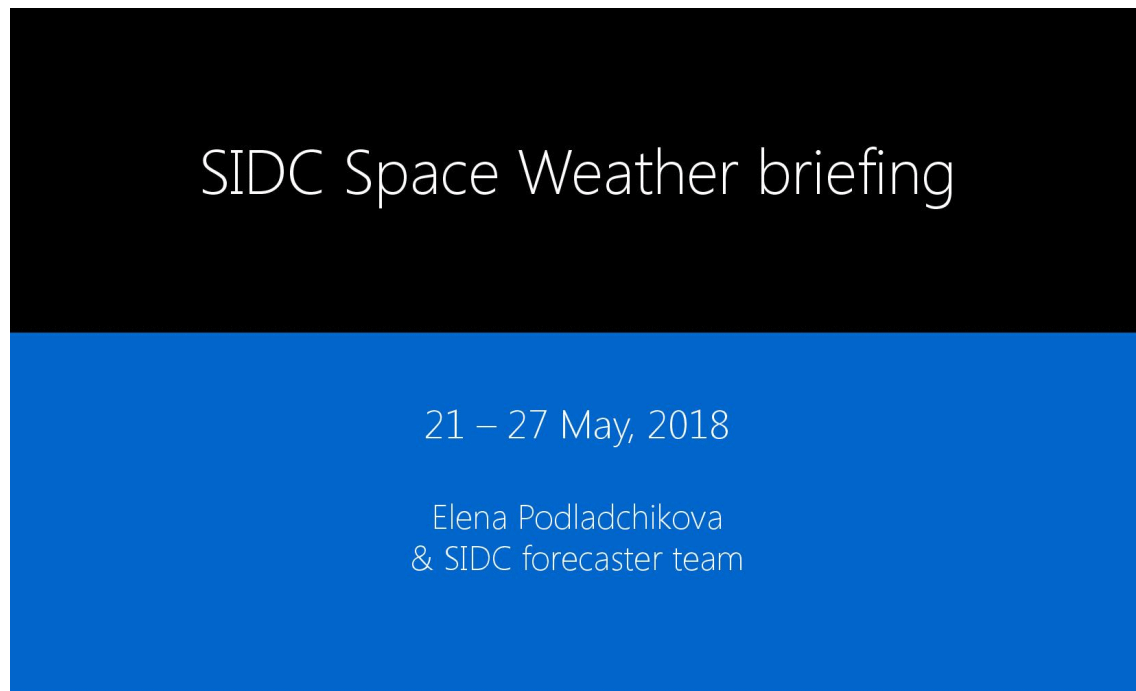 SIDC Space Weather briefing
21 – 27 May, 2018
Elena Podladchikova
& SIDC forecaster team